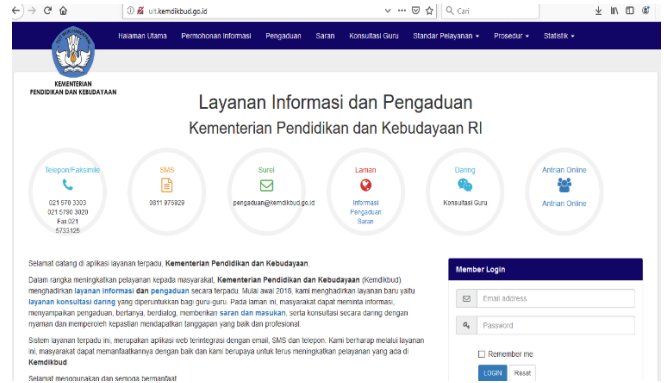 ult.kemdikbud.go.id
Cari
Halaman Utama Permohonan Informasi Pengaduan Saran Konsultasi Guru Standar Pelayanan Prosedur Statistik
KEMENTERIAN
PENDIDIKAN DAN KEBUDAYAAN
Layanan Informasi dan Pengaduan
Kementerian Pendidikan dan Kebudayaan RI
Telepon/Faksimile
021 570 3303
021 5790 3020
Fax 021
5733125
SMS
0811 976929
Surel
pengaduan@kemdikbud.go.id
Laman
Informasi
Pengaduan
Saran
Daring
Konsultasi Guru
Antrian Online
Antrian Online
Selamat datang di aplikasi layanan terpadu, Kementerian Pendidikan dan Kebudayaan.
Dalam rangka meningkatkan pelayanan kepada masyarakat, Kementerian Pendidikan dan Kebudayaan (Kemdikbud)
menghadirkan layanan informasi dan pengaduan secara terpadu. Mulai awal 2018, kami menghadirkan layanan baru yaitu
layanan konsultasi daring yang diperuntukkan bagi guru-guru. Pada laman ini, masyarakat dapat meminta informasi,
menyampaikan pengaduan, bertanya, berdialog, memberikan saran dan masukan, serta konsultasi secara daring dengan
nyaman dan memperoleh kepastian mendapatkan tanggapan yang baik dan profesional.
Sistem layanan terpadu ini, merupakan aplikasi web terintegrasi dengan email, SMS dan telepon. Kami berharap melalui layanan
ini, masyarakat dapat memanfaatkannya dengan baik dan kami berupaya untuk terus meningkatkan pelayanan yang ada di
Kemdikbud.
Selamat menggunakan dan semoga bermanfaat
Member Login
Email address
Password
Remember me
LOGIN Reset